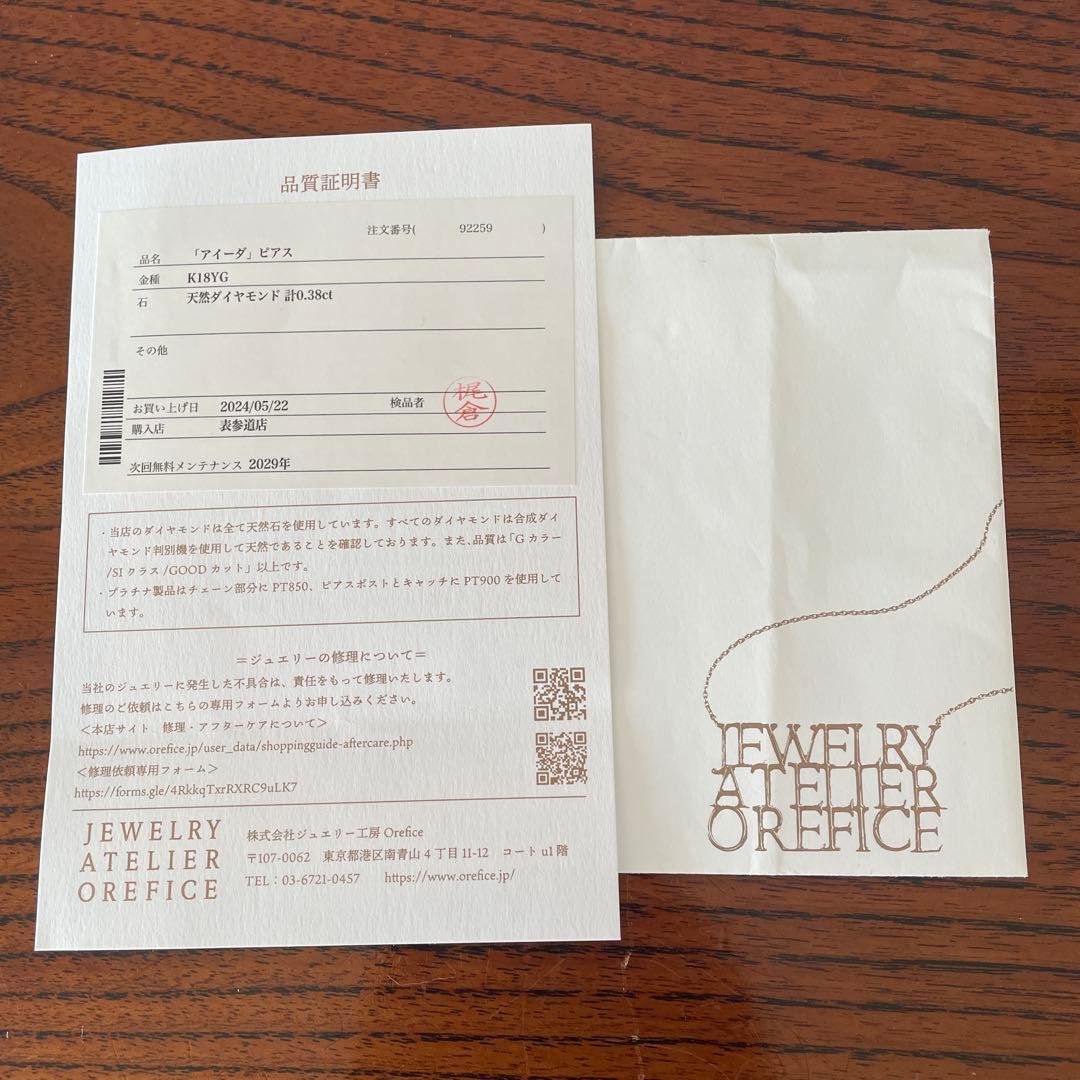 品質証明書
注文番号( 92259 )
品名 「アイーダ」ピアス
金種 K18YG
石 天然ダイヤモンド 計0.38ct
その他
お買い上げ日 2024/05/22 検品者 梶倉
購入店 表参道店
次回無料メンテナンス 2029年
・当店のダイヤモンドは全て天然石を使用しています。すべてのダイヤモンドは合成ダイ
ヤモンド判別機を使用して天然であることを確認しております。また、品質は「G カラー
/SI クラス /GOOD カット」以上です。
・プラチナ製品はチェーン部分に PT850、ピアスポストとキャッチに PT900 を使用して
います。
＝ジュエリーの修理について＝
当社のジュエリーに発生した不具合は、責任をもって修理いたします。
修理のご依頼はこちらの専用フォームよりお申し込みください。
＜本店サイト 修理・アフターケアについて＞
https://www.orefice.jp/user_data/shoppingguide-aftercare.php
＜修理依頼専用フォーム＞
https://forms.gle/4RkkqTxrRXRC9uLK7
JEWELRY
ATELIER
OREFICE
株式会社ジュエリー工房 Orefice
〒107-0062 東京都港区南青山 4 丁目 11-12 コート u1 階
TEL：03-6721-0457 https://www.orefice.jp/
JEWELRY
ATELIER
OREFICE